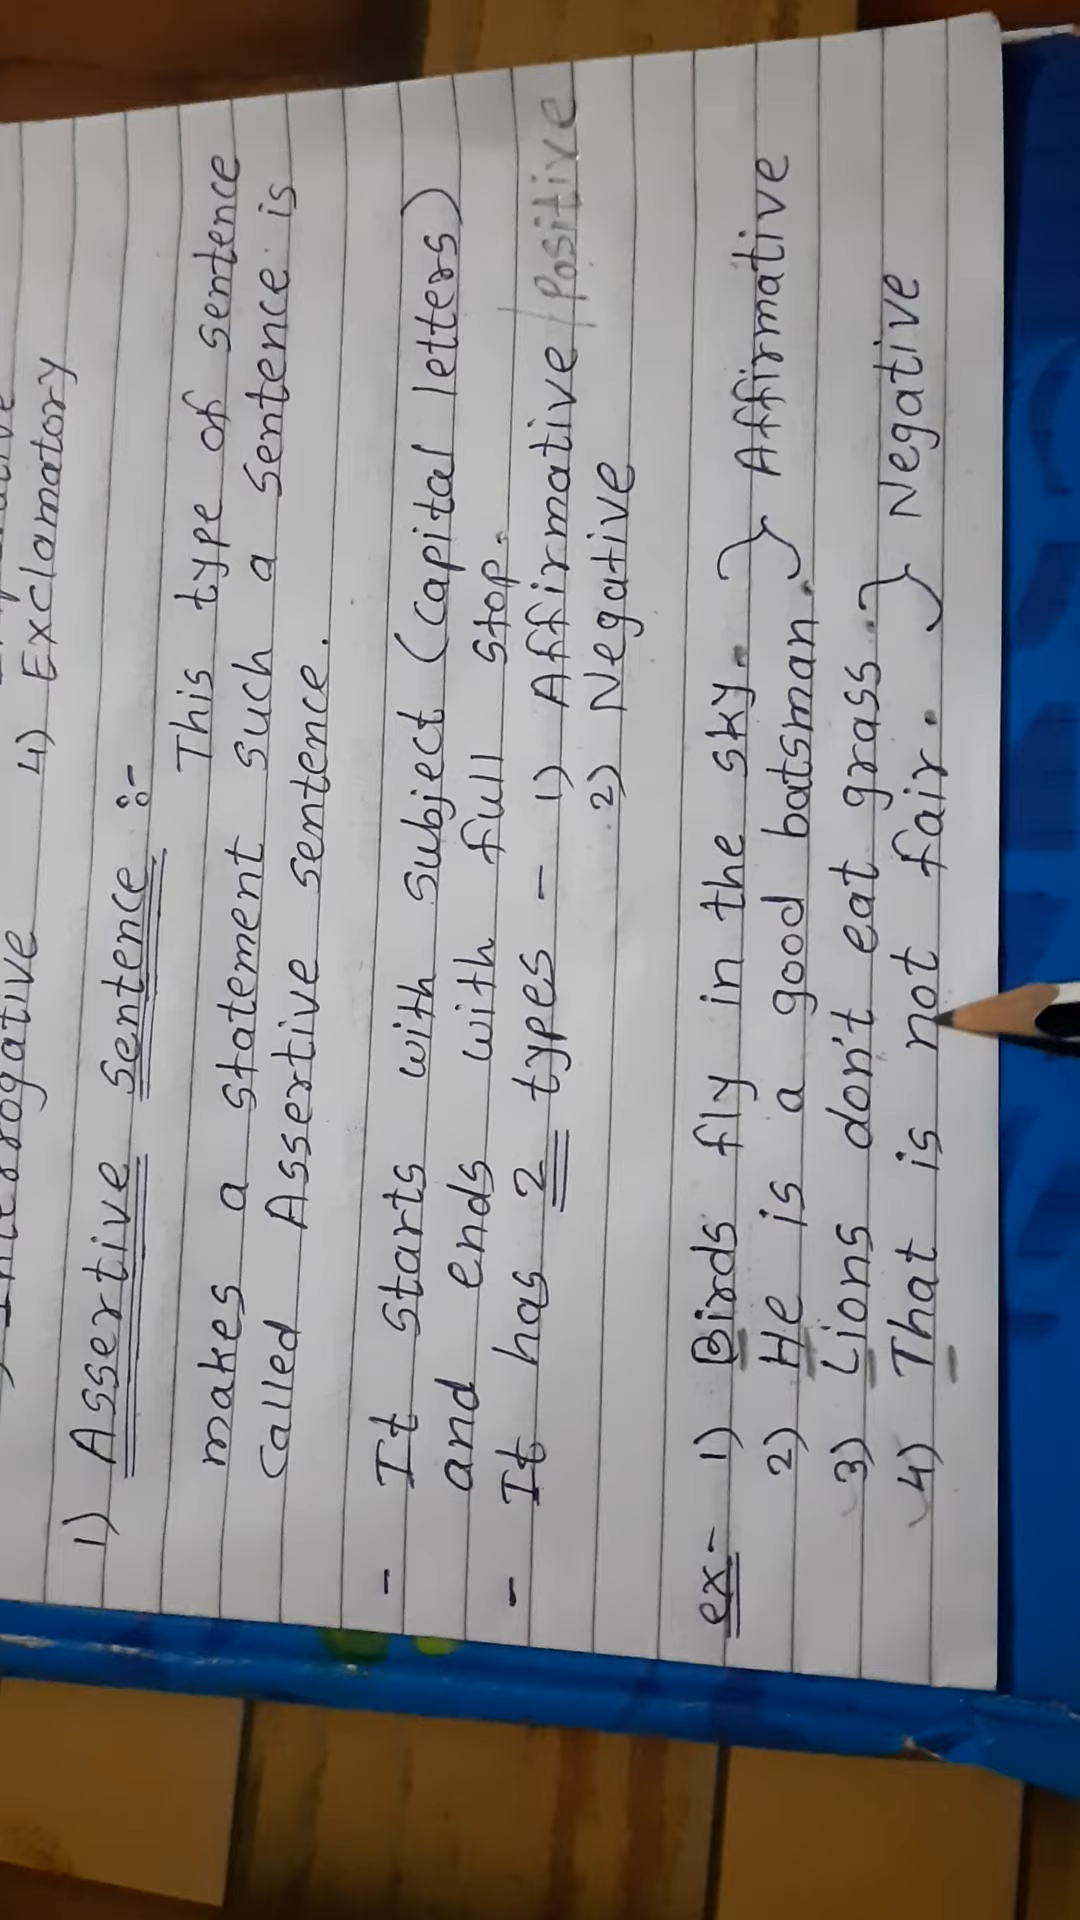 Interrogative 4) Exclamatory
1) Assertive sentence :-
This type of sentence
makes a statement such a sentence is
called Assertive sentence.
- It starts with subject (capital letters)
and ends with full stop.
- It has 2 types - 1) Affirmative/Positive
2) Negative
ex- 1) Birds fly in the sky. } Affirmative
2) He is a good batsman.
3) Lions don't eat grass. } Negative
4) That is not fair.